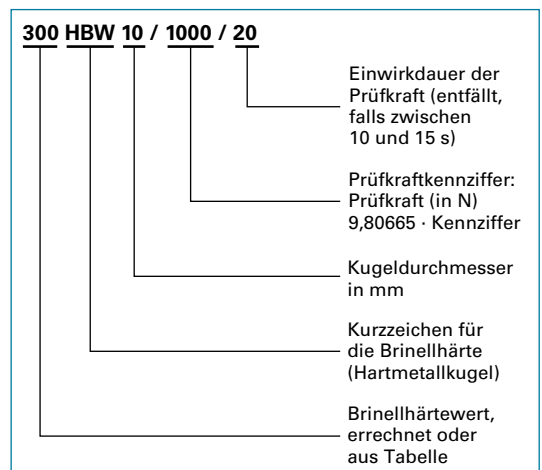 300 HBW 10 / 1000 / 20
Einwirkdauer der
Prüfkraft (entfällt,
falls zwischen
10 und 15 s)
Prüfkraftkennziffer:
Prüfkraft (in N)
9,80665 · Kennziffer
Kugeldurchmesser
in mm
Kurzzeichen für
die Brinellhärte
(Hartmetallkugel)
Brinellhärtewert,
errechnet oder
aus Tabelle